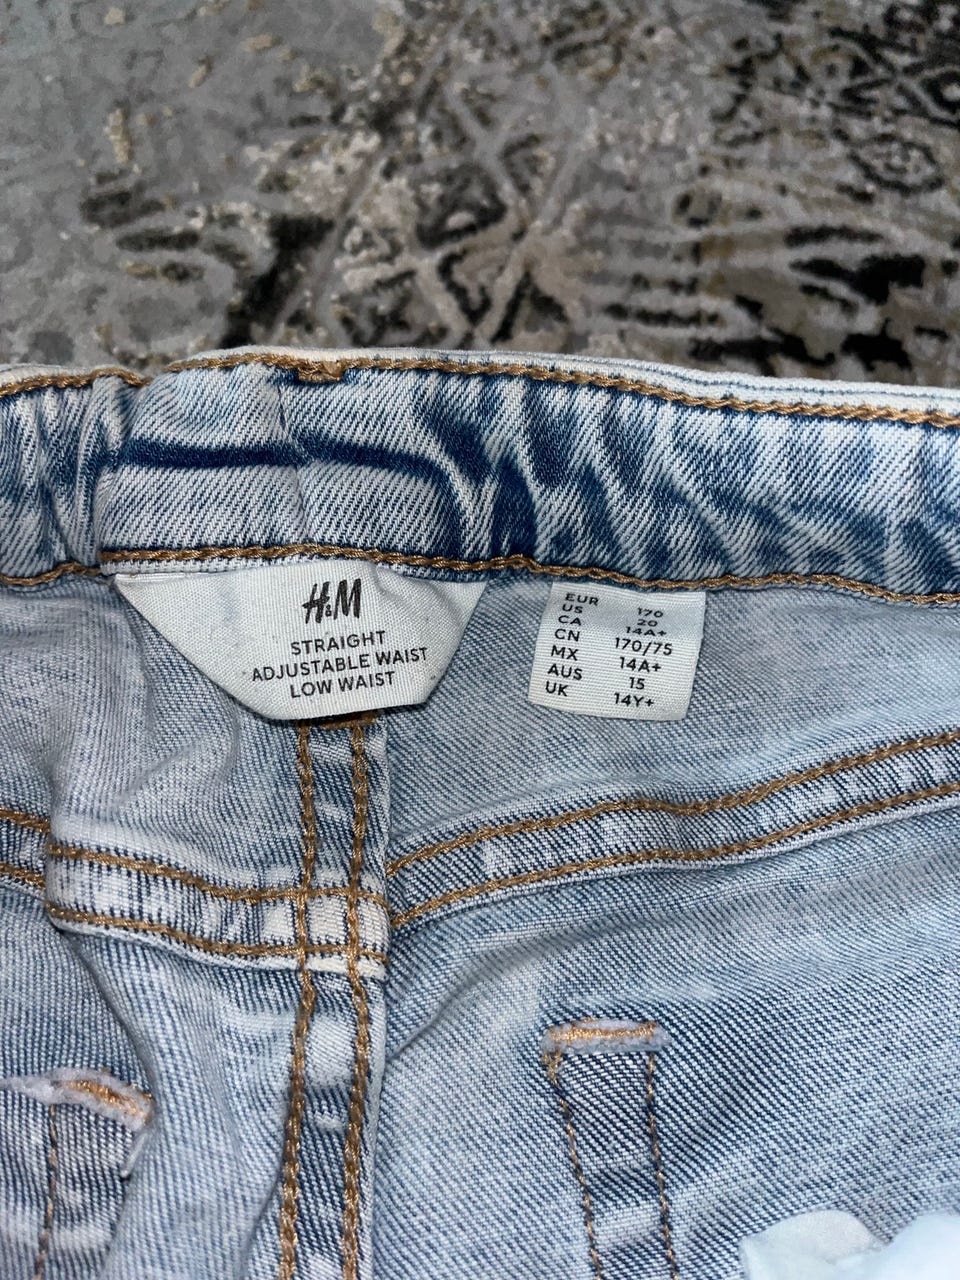 H&M
STRAIGHT
ADJUSTABLE WAIST
LOW WAIST
EUR 170
US 20
CA 14A+
CN 170/75
MX 14A+
AUS 15
UK 14Y+